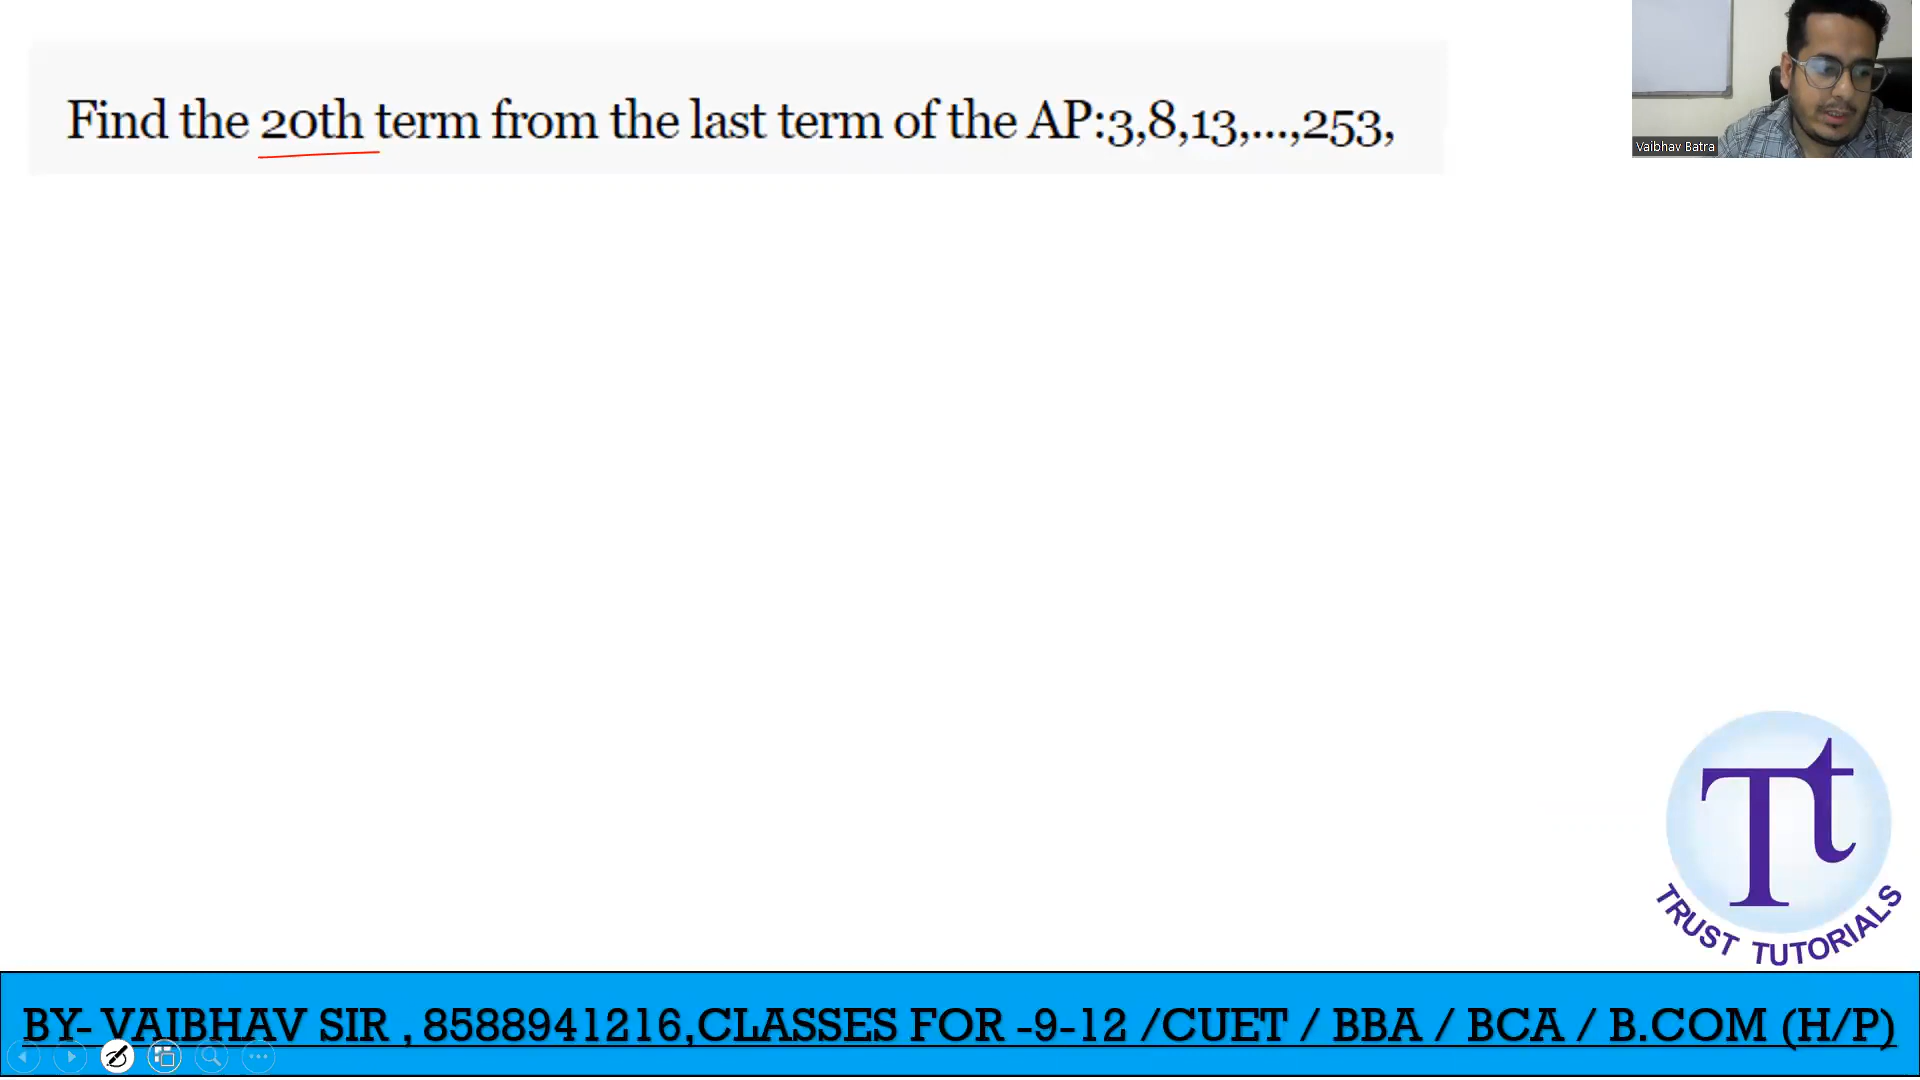 Find the 20th term from the last term of the AP:3,8,13,...,253,
Vaibhav Batra
Tt
TRUST TUTORIALS
BY- VAIBHAV SIR , 8588941216,CLASSES FOR -9-12 /CUET / BBA / BCA / B.COM (H/P)